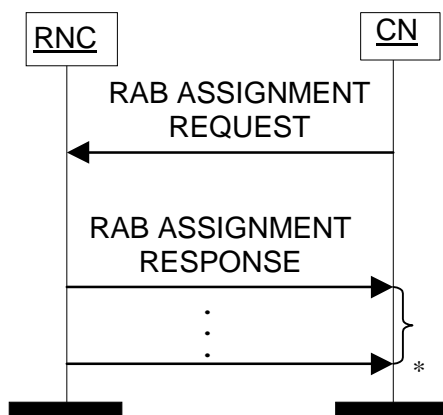 RNC
CN
RAB ASSIGNMENT
REQUEST
RAB ASSIGNMENT
RESPONSE
.
.
.
*